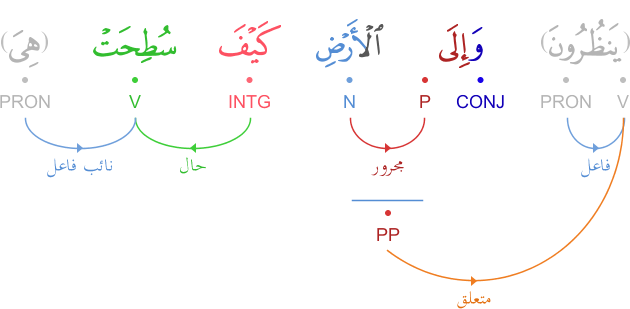 (يَنظُرُونَ) وَإِلَى ٱلْأَرْضِ كَيْفَ سُطِحَتْ (هِىَ)
V PRON CONJ P N INTG V PRON
فاعل مجرور حال نائب فاعل
PP
متعلق